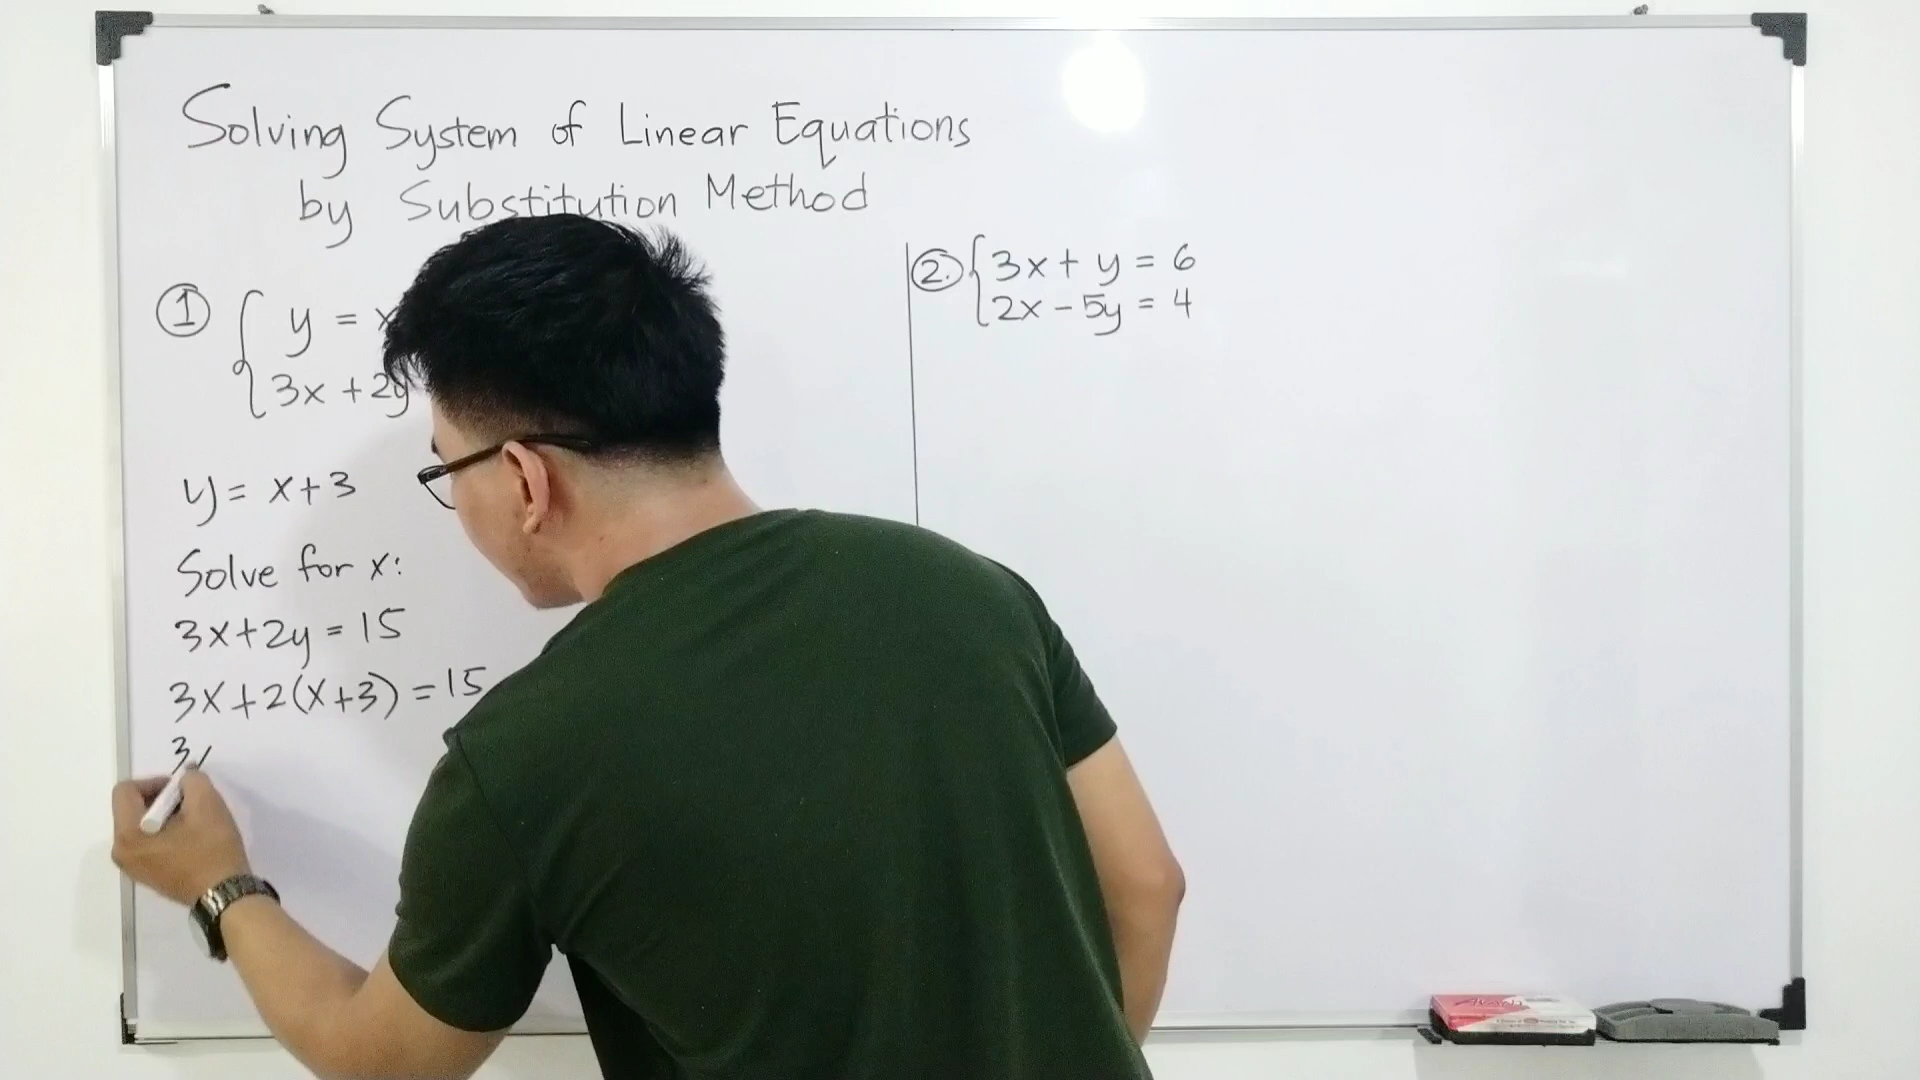 Solving System of Linear Equations
by Substitution Method
① { y = x
3x + 2y
y = x+3
Solve for x:
3x+2y = 15
3x+2(x+3) = 15
3
②. { 3x + y = 6
2x - 5y = 4